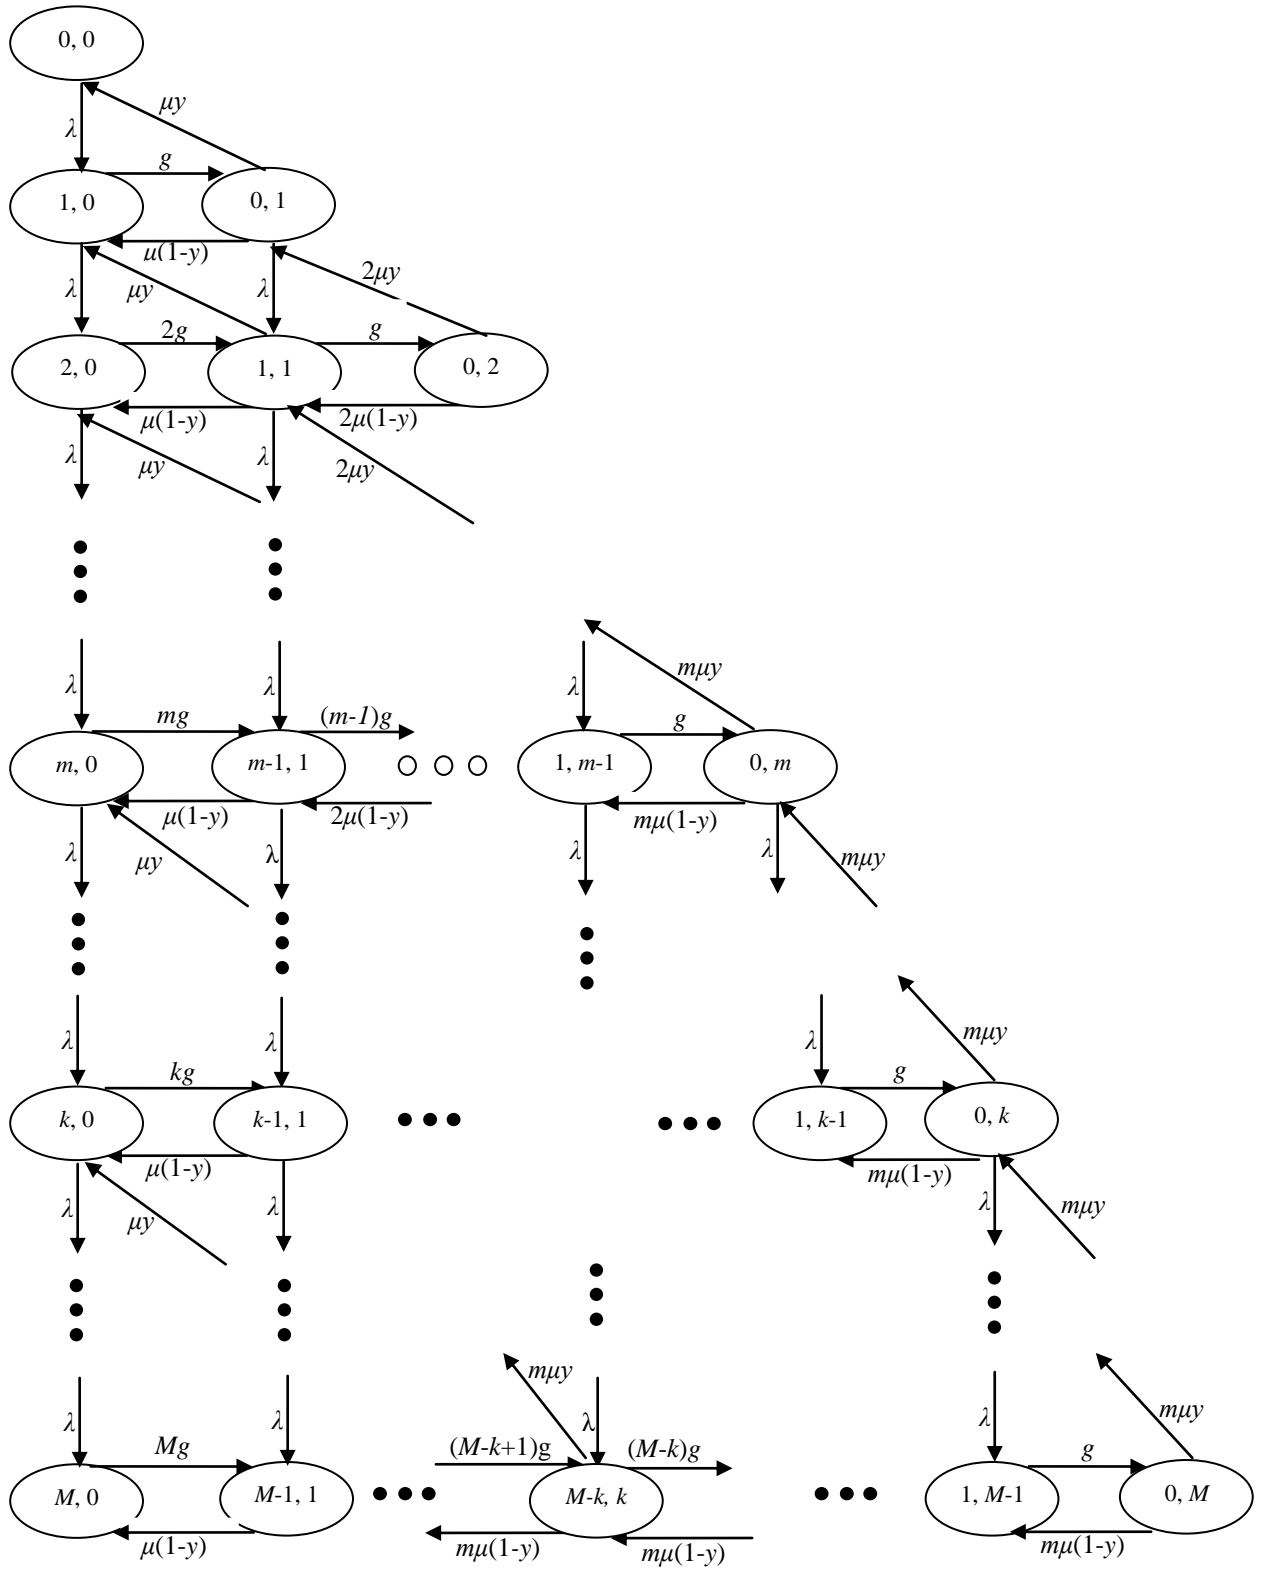 0, 0
μy
λ
g
1, 0
0, 1
μ(1-y)
2μy
λ
μy
λ
2g
g
2, 0
1, 1
0, 2
μ(1-y)
2μ(1-y)
λ
μy
λ
2μy
mμy
λ
λ
λ
mg
(m-1)g
g
m, 0
m-1, 1
1, m-1
0, m
μ(1-y)
2μ(1-y)
mμ(1-y)
λ
μy
λ
λ
λ
mμy
λ
λ
λ
mμy
kg
g
k, 0
k-1, 1
1, k-1
0, k
μ(1-y)
mμ(1-y)
λ
μy
λ
λ
mμy
λ
λ
mμy
λ
λ
mμy
Mg
(M-k+1)g
(M-k)g
g
M, 0
M-1, 1
M-k, k
1, M-1
0, M
μ(1-y)
mμ(1-y)
mμ(1-y)
mμ(1-y)